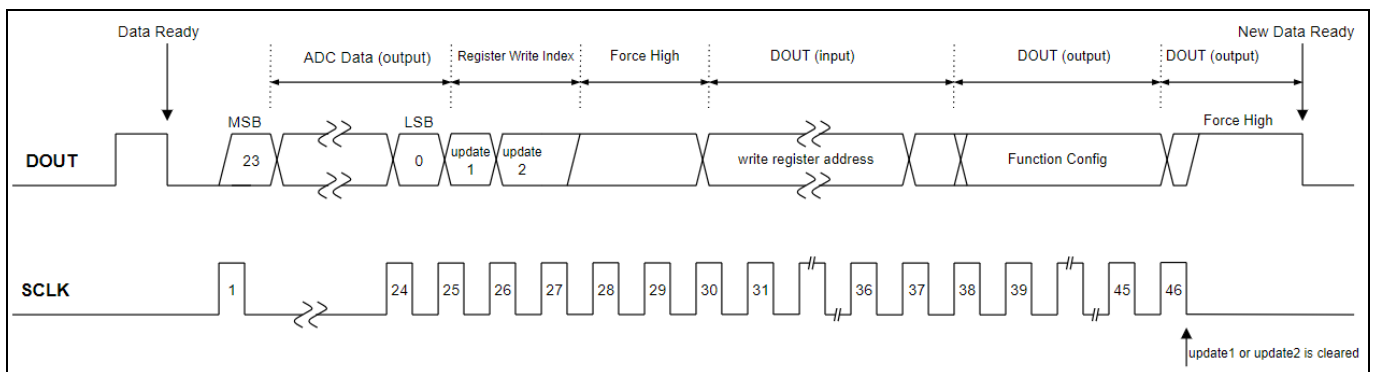 Data Ready
New Data Ready
ADC Data (output)
Register Write Index
Force High
DOUT (input)
DOUT (output)
DOUT (output)
MSB
LSB
Force High
DOUT
23
0
update
1
update
2
write register address
Function Config
SCLK
1
24
25
26
27
28
29
30
31
36
37
38
39
45
46
update1 or update2 is cleared